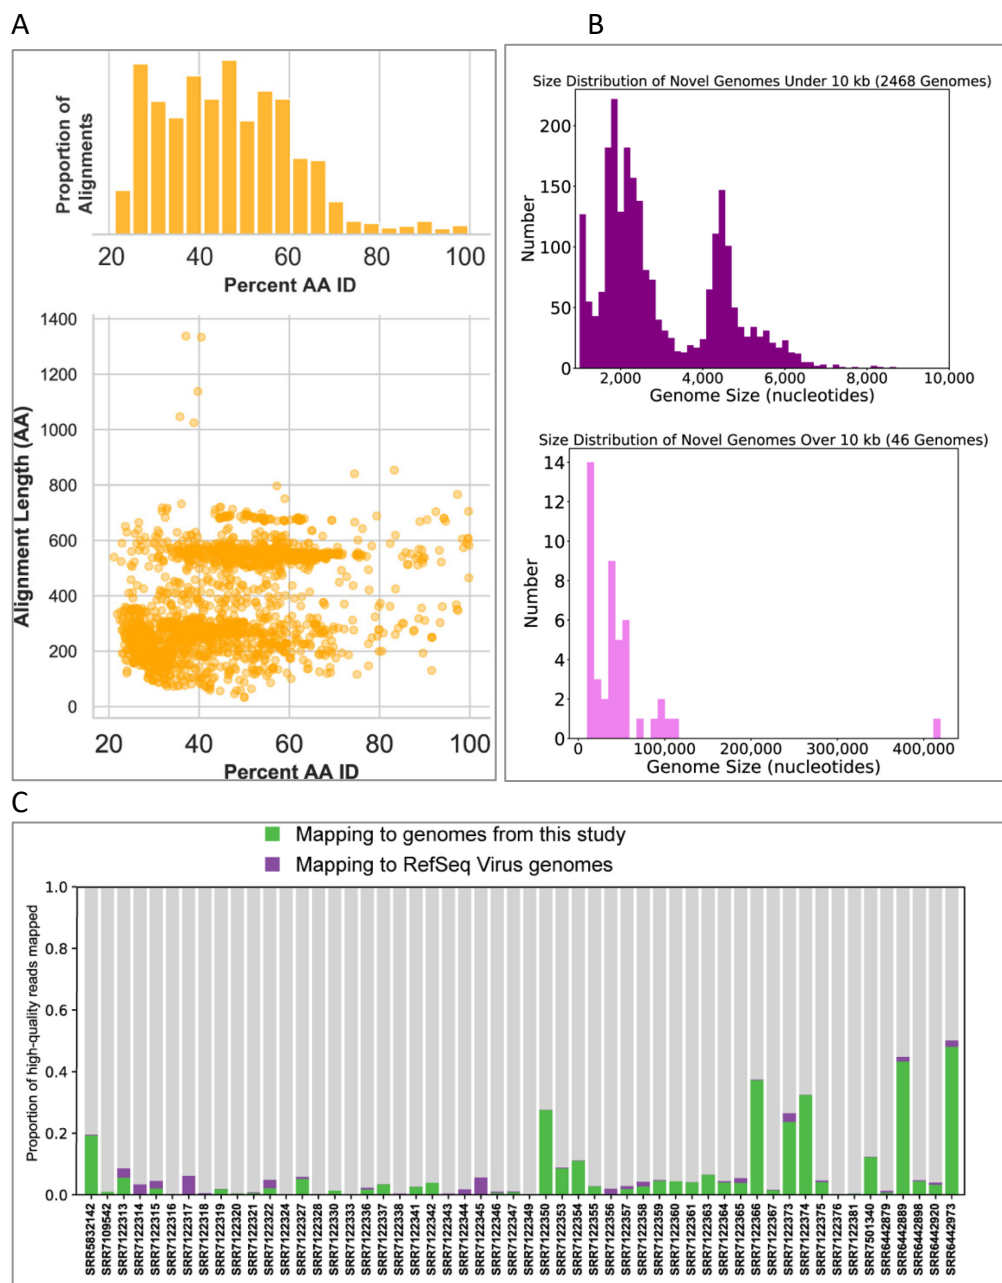 A
B
Proportion of
Alignments
20 40 60 80 100
Percent AA ID
1400
1200
1000
800
600
400
200
0
Alignment Length (AA)
20 40 60 80 100
Percent AA ID
Size Distribution of Novel Genomes Under 10 kb (2468 Genomes)
200
150
100
50
0
Number
2,000 4,000 6,000 8,000 10,000
Genome Size (nucleotides)
Size Distribution of Novel Genomes Over 10 kb (46 Genomes)
14
12
10
8
6
4
2
0
Number
0 100,000 200,000 300,000 400,000
Genome Size (nucleotides)
C
Mapping to genomes from this study
Mapping to RefSeq Virus genomes
1.0
0.8
0.6
0.4
0.2
0.0
Proportion of high-quality reads mapped
SRR5832142
SRR7109542
SRR7122313
SRR7122314
SRR7122315
SRR7122316
SRR7122317
SRR7122318
SRR7122319
SRR7122320
SRR7122321
SRR7122322
SRR7122324
SRR7122327
SRR7122328
SRR7122330
SRR7122333
SRR7122336
SRR7122337
SRR7122338
SRR7122341
SRR7122342
SRR7122343
SRR7122344
SRR7122345
SRR7122346
SRR7122347
SRR7122349
SRR7122350
SRR7122353
SRR7122354
SRR7122355
SRR7122356
SRR7122357
SRR7122358
SRR7122359
SRR7122360
SRR7122361
SRR7122363
SRR7122364
SRR7122365
SRR7122366
SRR7122367
SRR7122373
SRR7122374
SRR7122375
SRR7122376
SRR7122381
SRR7501340
SRR6442879
SRR6442889
SRR6442898
SRR6442920
SRR6442973